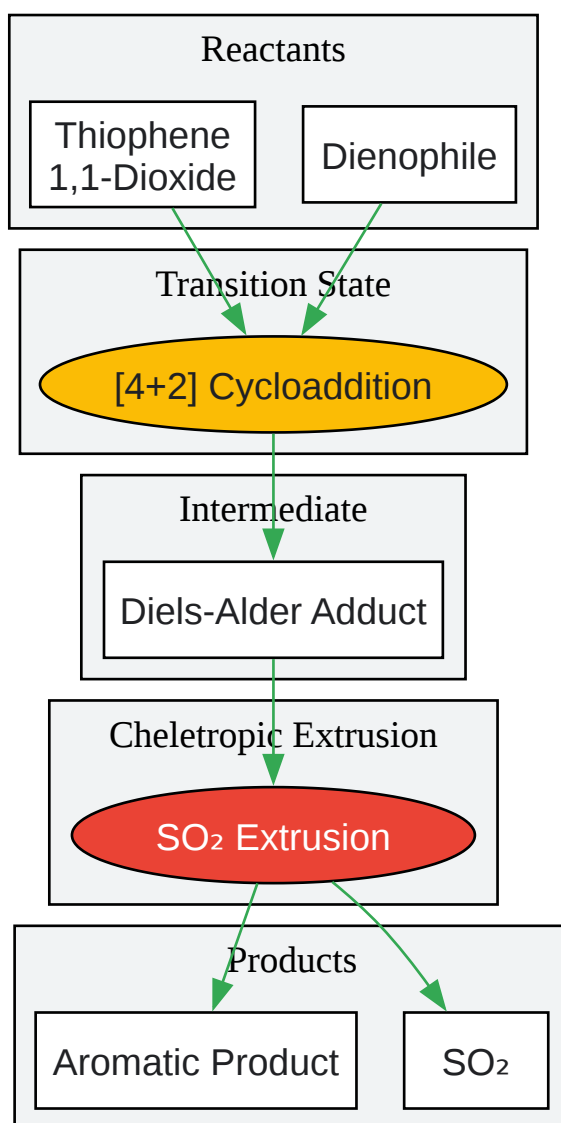 Reactants
Thiophene
1,1-Dioxide
Dienophile
Transition State
[4+2] Cycloaddition
Intermediate
Diels-Alder Adduct
Cheletropic Extrusion
SO₂ Extrusion
Products
Aromatic Product
SO₂